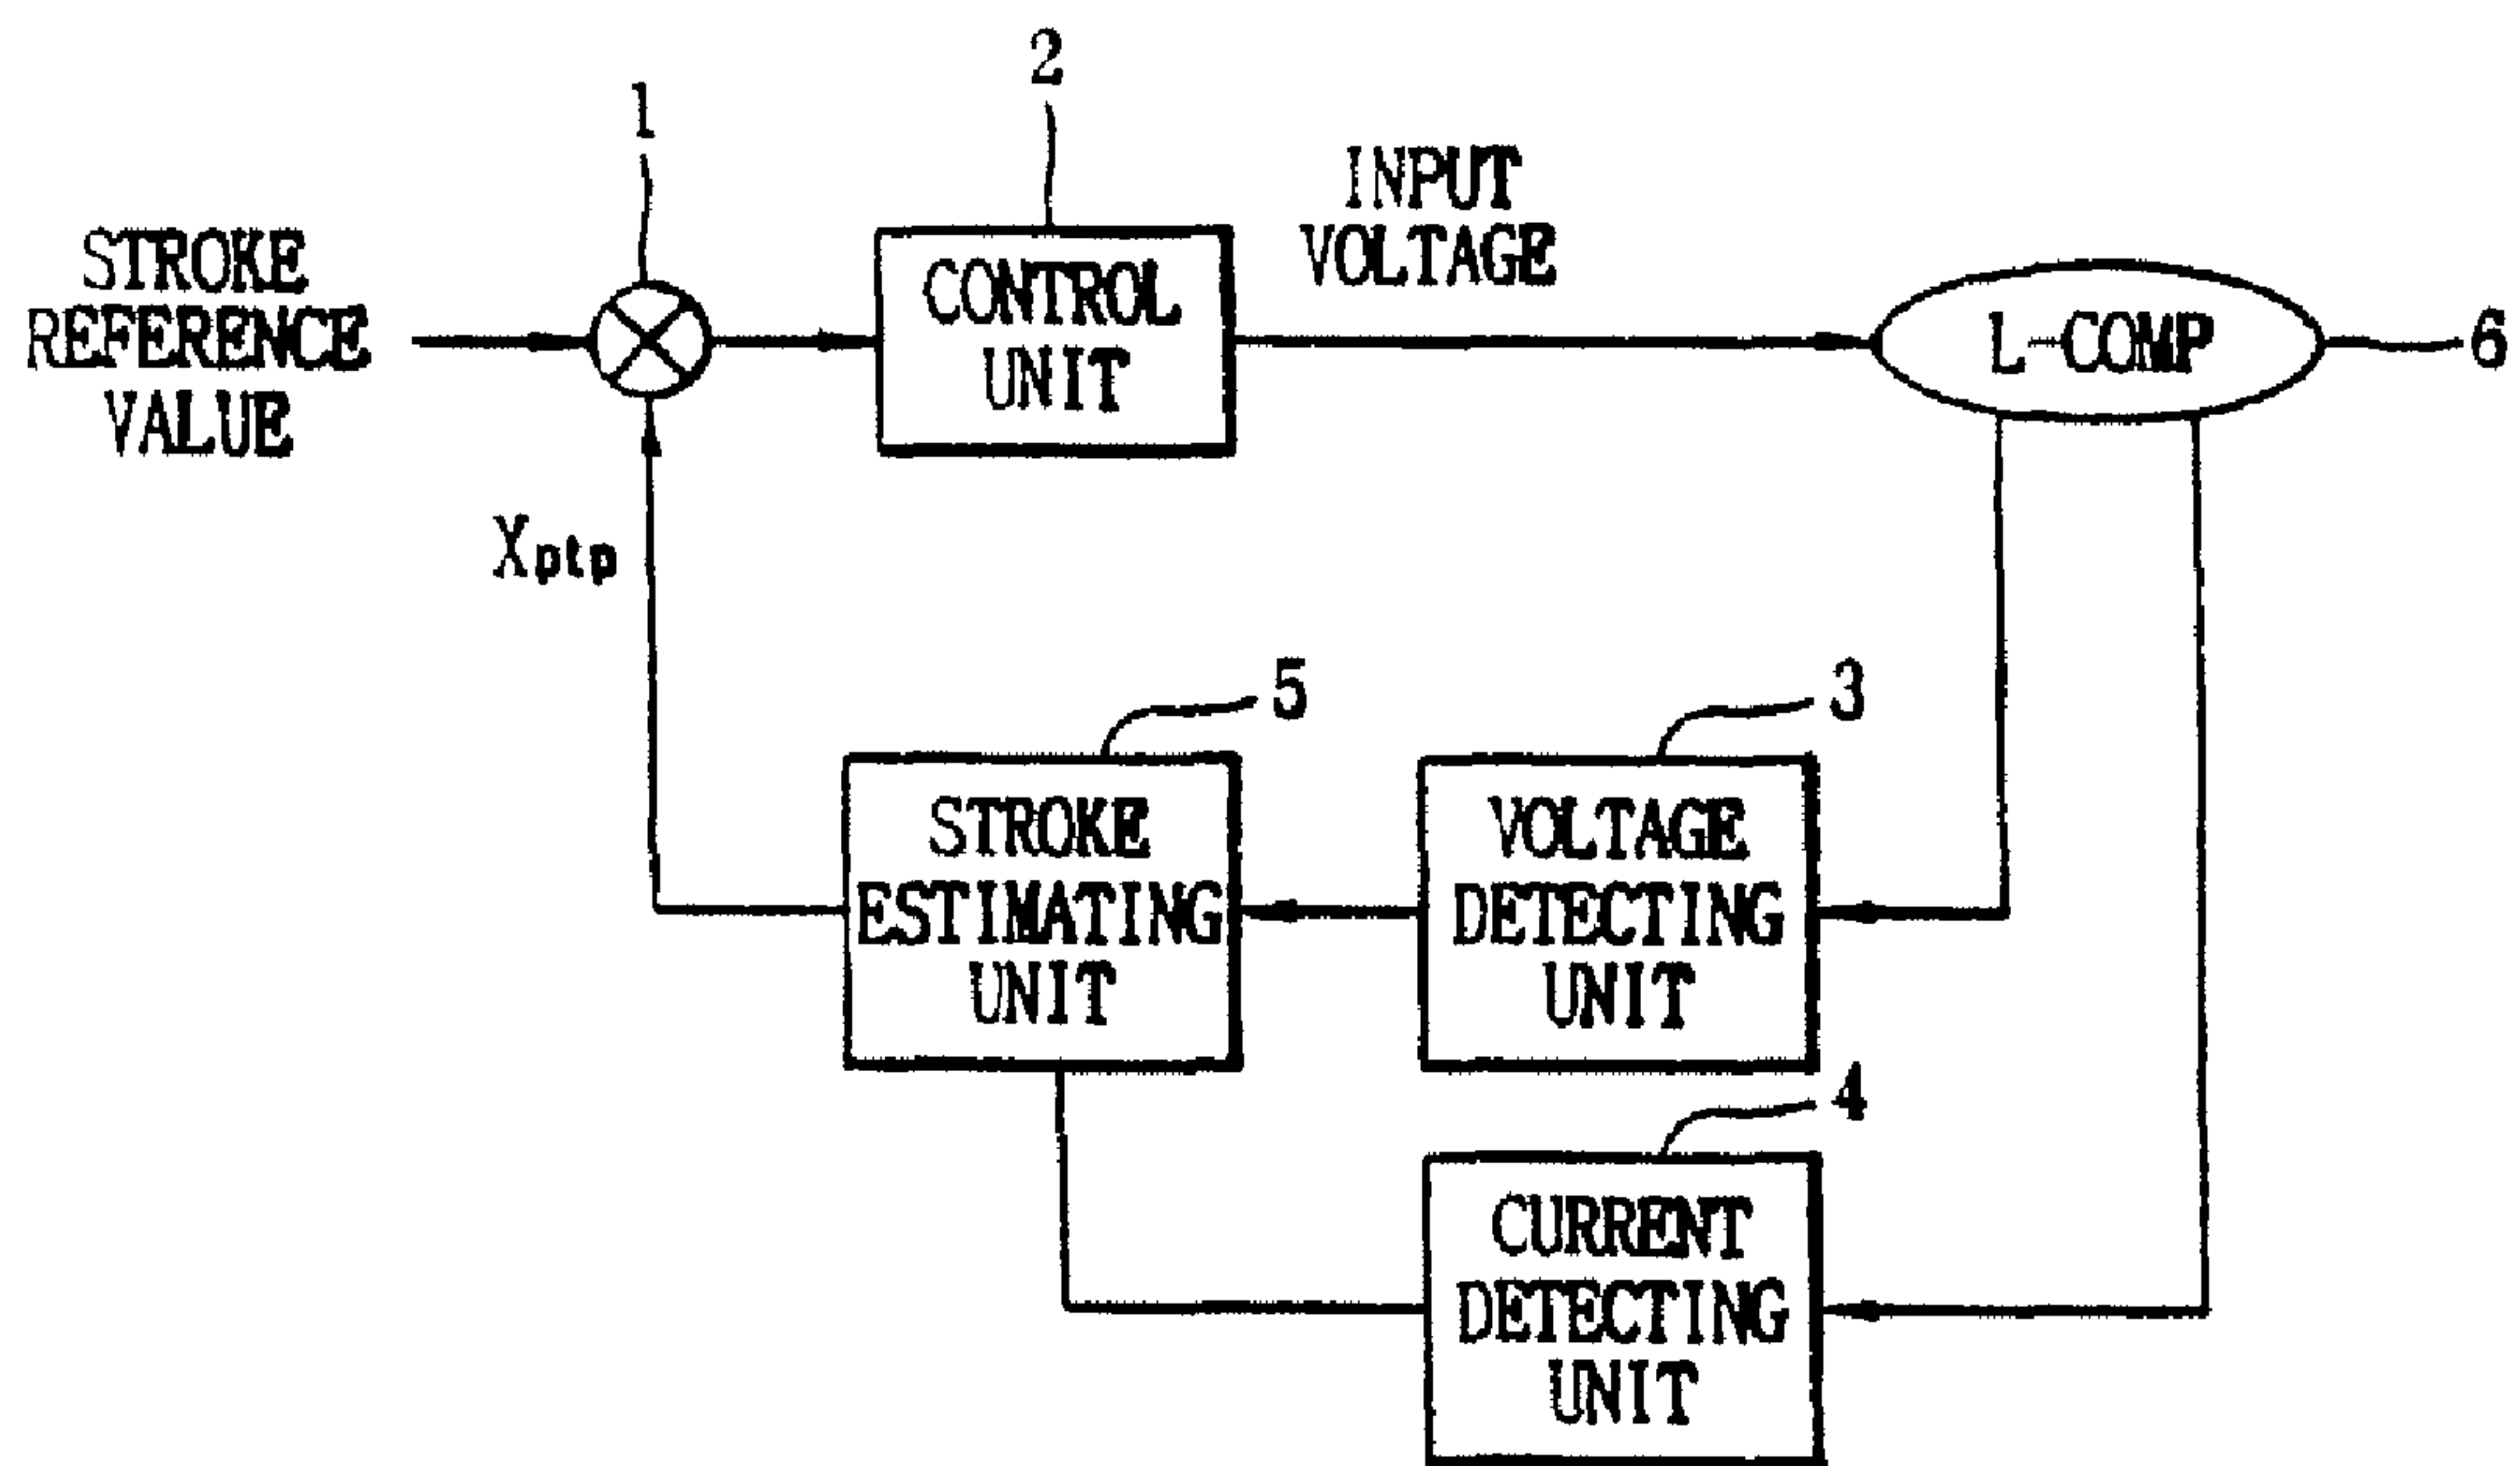 2
1
INPUT
VOLTAGE
STROKE
REFERENCE
VALUE
CONTROL
UNIT
L-COMP
6
Xptp
5
3
STROKE
ESTIMATING
UNIT
VOLTAGE
DETECTING
UNIT
4
CURRENT
DETECTING
UNIT